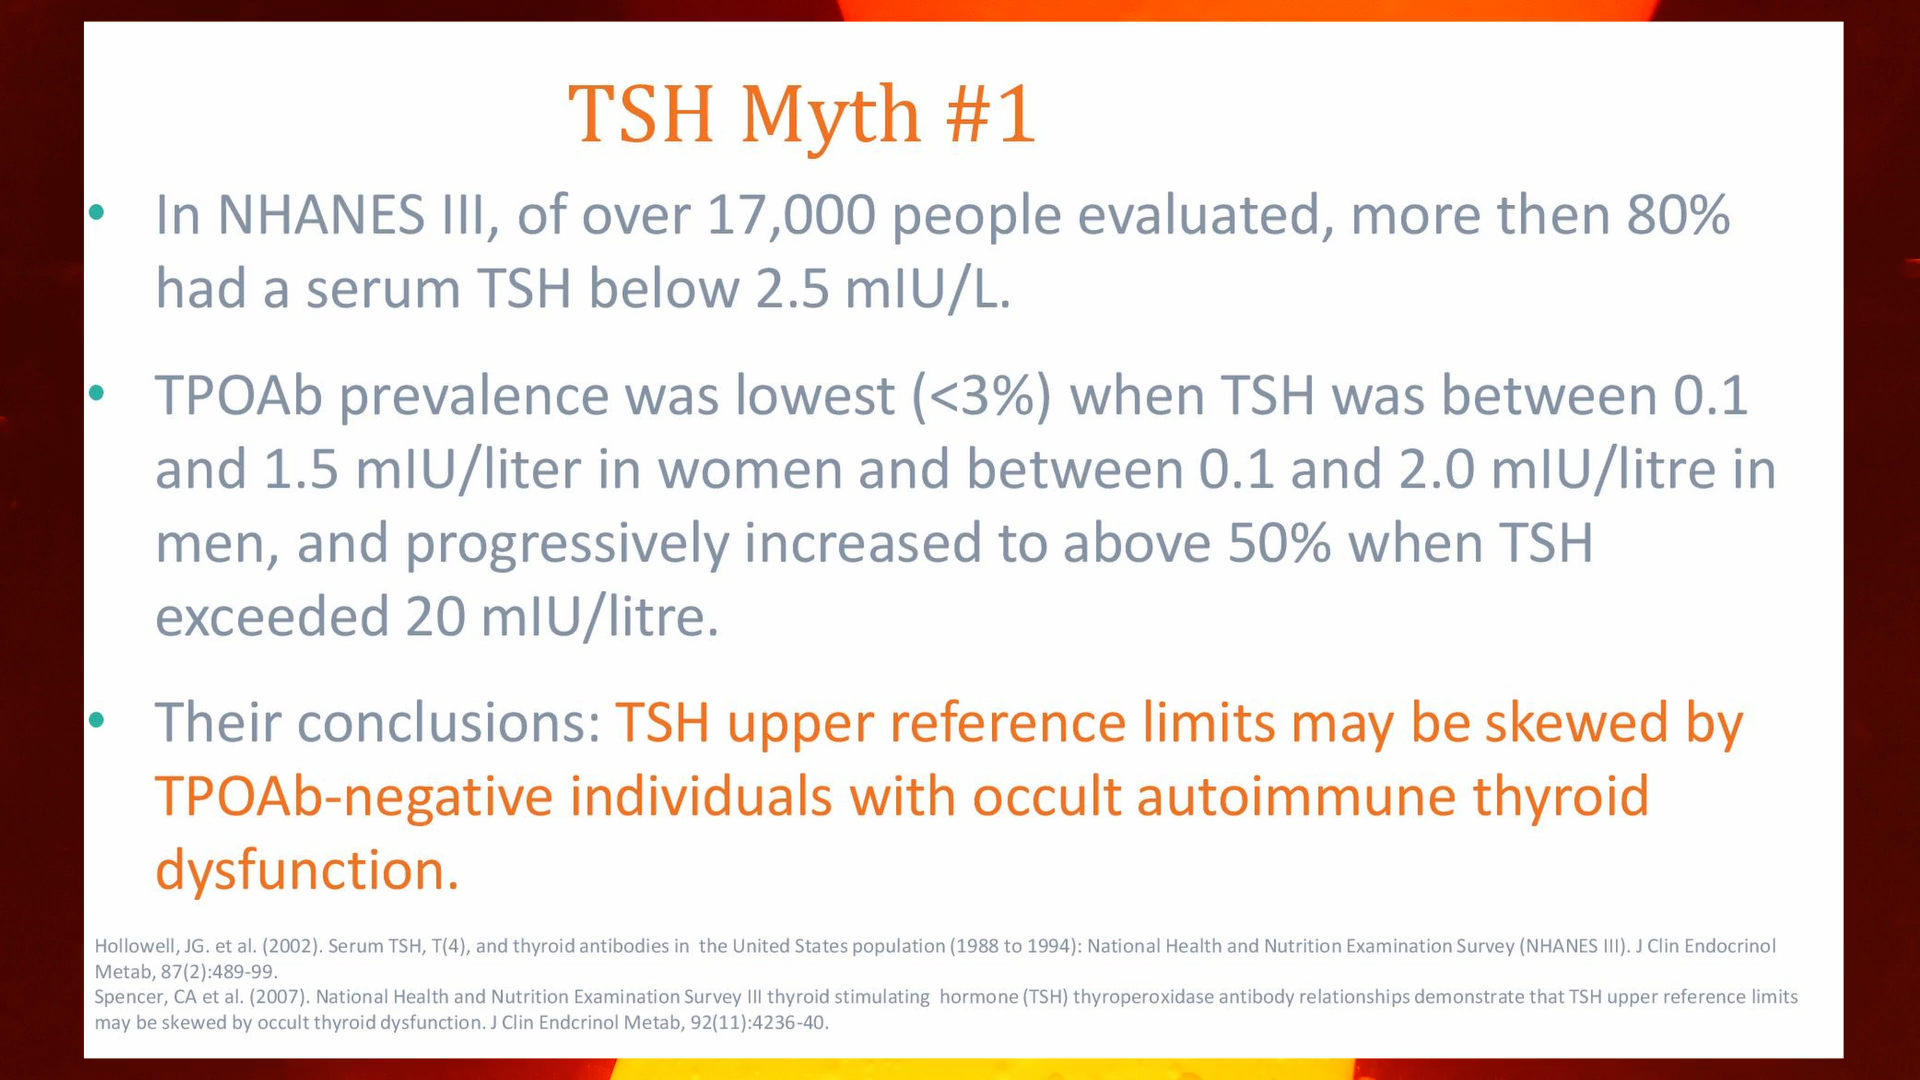 TSH Myth #1
• In NHANES III, of over 17,000 people evaluated, more then 80%
had a serum TSH below 2.5 mIU/L.
• TPOAb prevalence was lowest (<3%) when TSH was between 0.1
and 1.5 mIU/liter in women and between 0.1 and 2.0 mIU/litre in
men, and progressively increased to above 50% when TSH
exceeded 20 mIU/litre.
• Their conclusions: TSH upper reference limits may be skewed by
TPOAb-negative individuals with occult autoimmune thyroid
dysfunction.
Hollowell, JG. et al. (2002). Serum TSH, T(4), and thyroid antibodies in the United States population (1988 to 1994): National Health and Nutrition Examination Survey (NHANES III). J Clin Endocrinol
Metab, 87(2):489-99.
Spencer, CA et al. (2007). National Health and Nutrition Examination Survey III thyroid stimulating hormone (TSH) thyroperoxidase antibody relationships demonstrate that TSH upper reference limits
may be skewed by occult thyroid dysfunction. J Clin Endcrinol Metab, 92(11):4236-40.